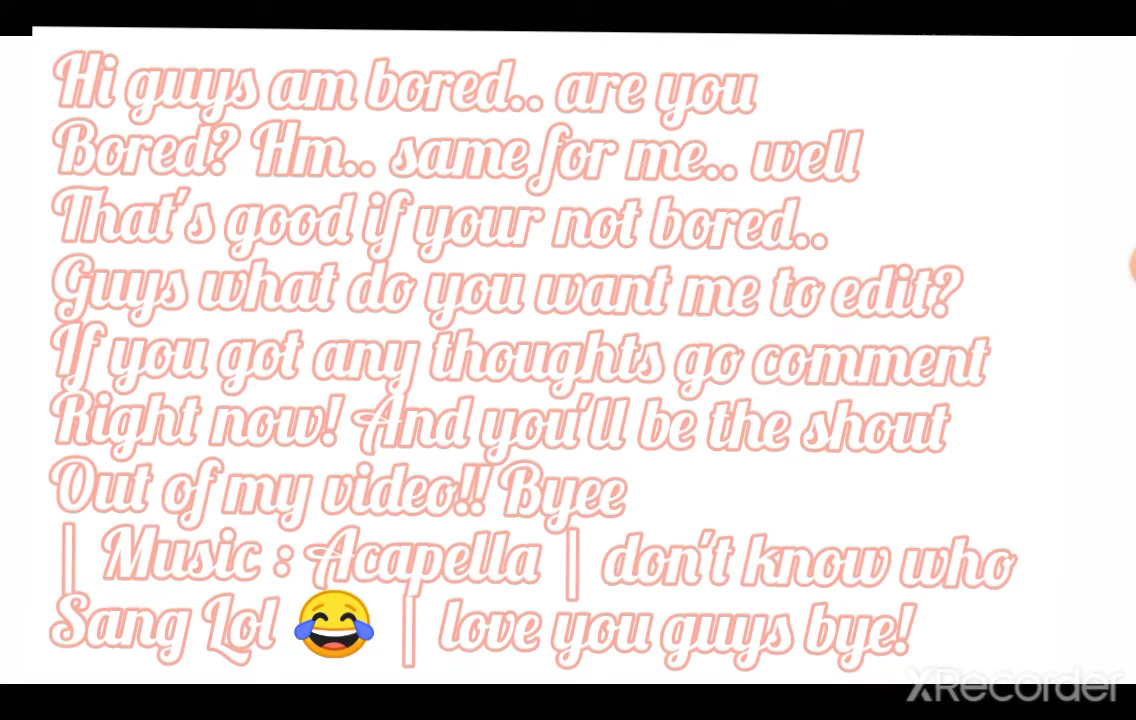 Hi guys am bored.. are you
Bored? Hm.. same for me.. well
That's good if your not bored..
Guys what do you want me to edit?
If you got any thoughts go comment
Right now! And you'll be the shout
Out of my video!! Byee
| Music : Acapella | don't know who
Sang Lol 😂 | love you guys bye!
XRecorder